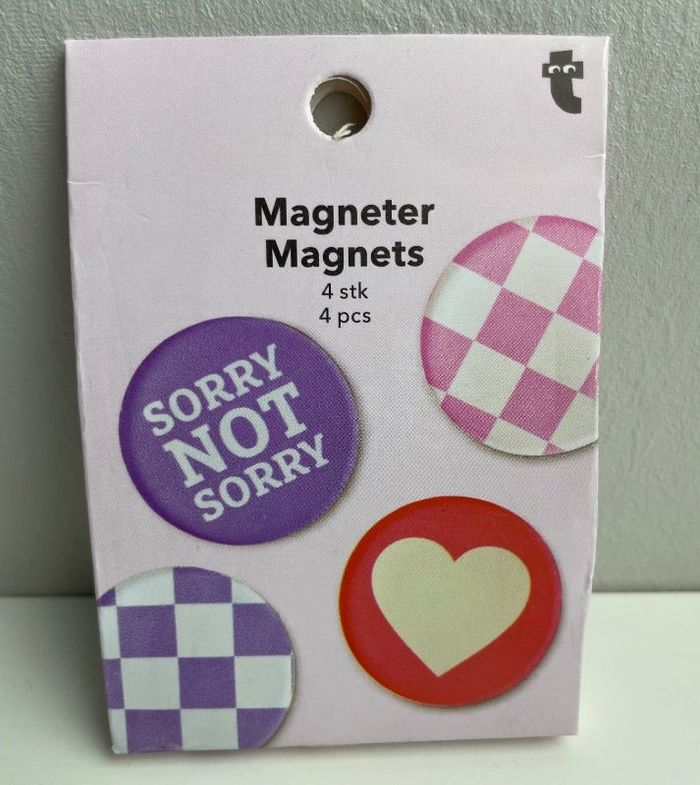 Magneter
Magnets
4 stk
4 pcs
SORRY
NOT
SORRY